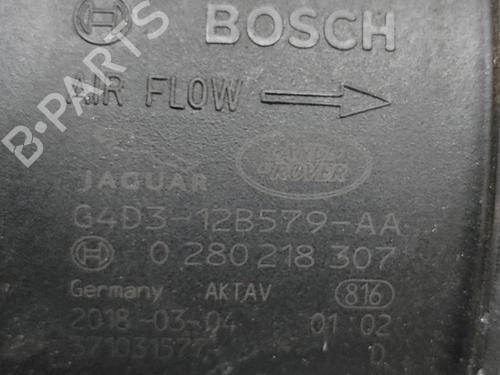 BOSCH
AIR FLOW
B-PARTS
LAND ROVER
JAGUAR
G4D3-12B579-AA
0 280 218 307
Germany AKTAV 816
2018-03-04 01 02
371031577 D